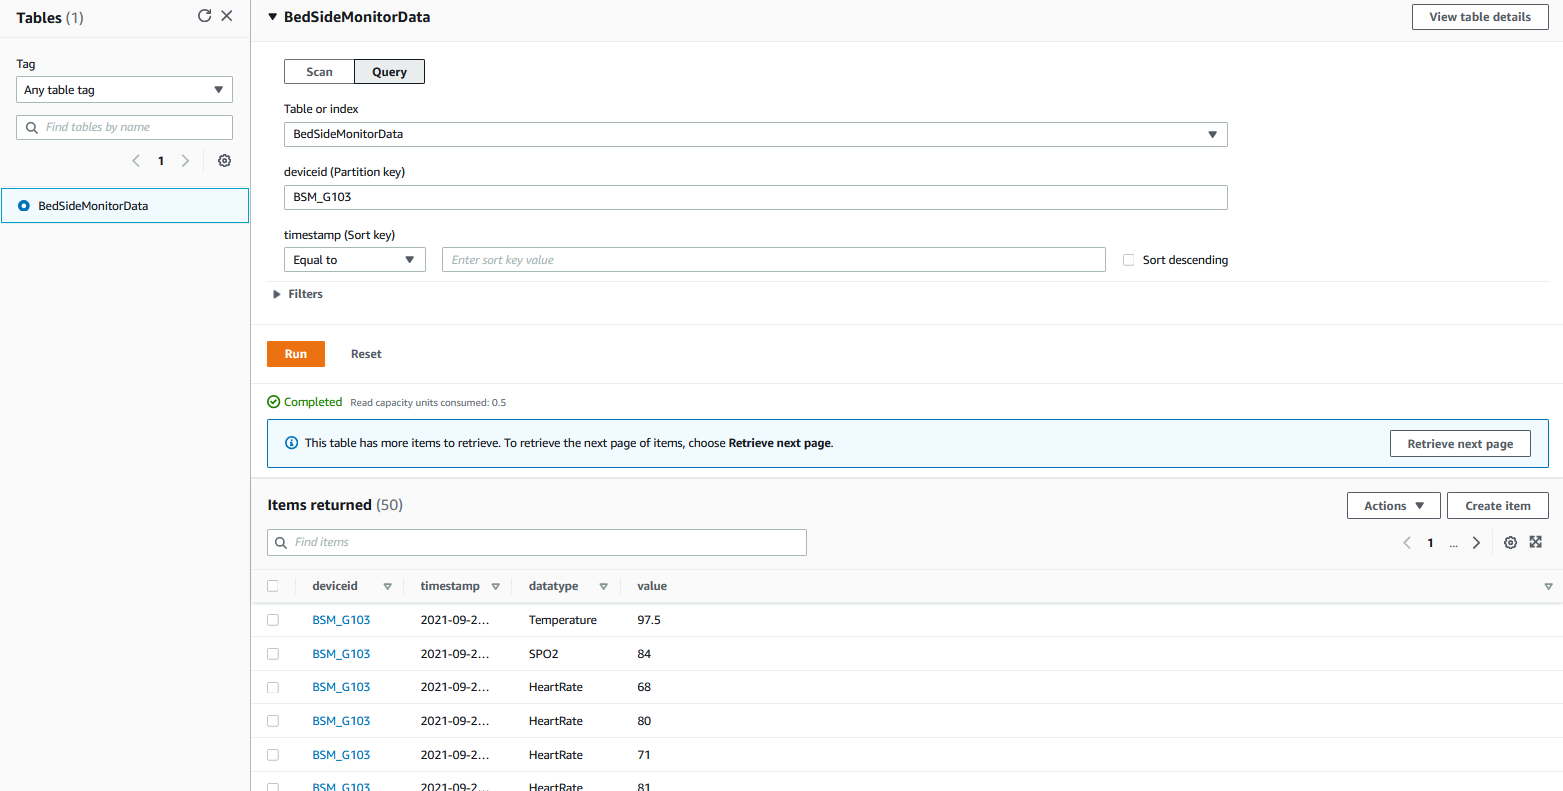 Tables (1)
Tag
Any table tag
Find tables by name
1
BedSideMonitorData
BedSideMonitorData
View table details
Scan
Query
Table or index
BedSideMonitorData
deviceid (Partition key)
BSM_G103
timestamp (Sort key)
Equal to
Enter sort key value
Sort descending
Filters
Run
Reset
Completed Read capacity units consumed: 0.5
This table has more items to retrieve. To retrieve the next page of items, choose Retrieve next page.
Retrieve next page
Items returned (50)
Actions
Create item
Find items
1 ...
deviceid timestamp datatype value
BSM_G103 2021-09-2... Temperature 97.5
BSM_G103 2021-09-2... SPO2 84
BSM_G103 2021-09-2... HeartRate 68
BSM_G103 2021-09-2... HeartRate 80
BSM_G103 2021-09-2... HeartRate 71
BSM_G103 2021-09-2... HeartRate 81